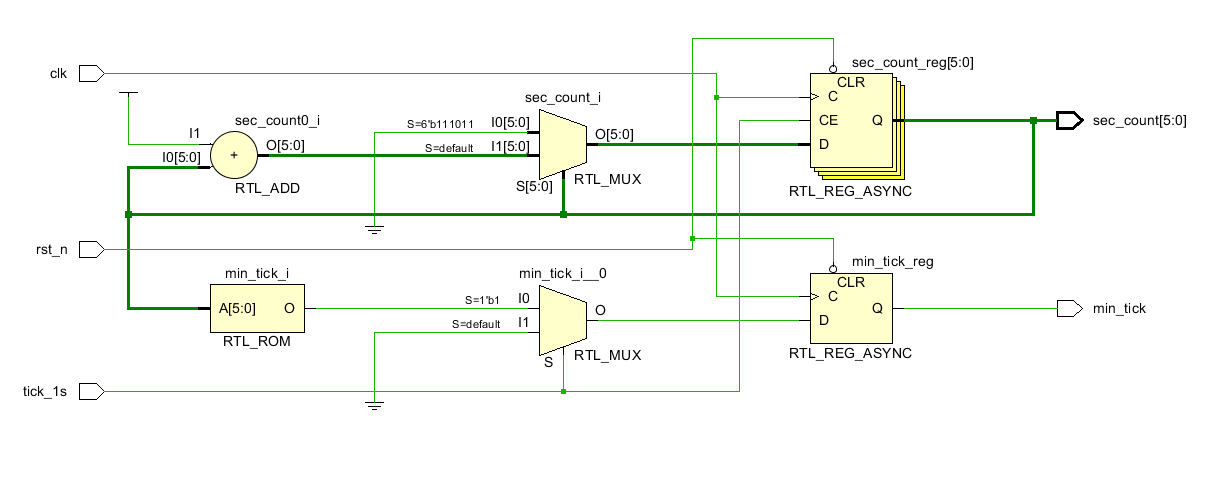 sec_count_reg[5:0]
clk
CLR
sec_count_i
C
S=6'b111011
I0[5:0]
sec_count0_i
CE
Q
sec_count[5:0]
I1
O[5:0]
O[5:0]
S=default
I1[5:0]
D
+
I0[5:0]
RTL_MUX
S[5:0]
RTL_ADD
RTL_REG_ASYNC
rst_n
min_tick_reg
min_tick_i
min_tick_i__0
CLR
C
S=1'b1
I0
A[5:0]
O
O
Q
min_tick
S=default
I1
D
RTL_ROM
RTL_MUX
RTL_REG_ASYNC
S
tick_1s